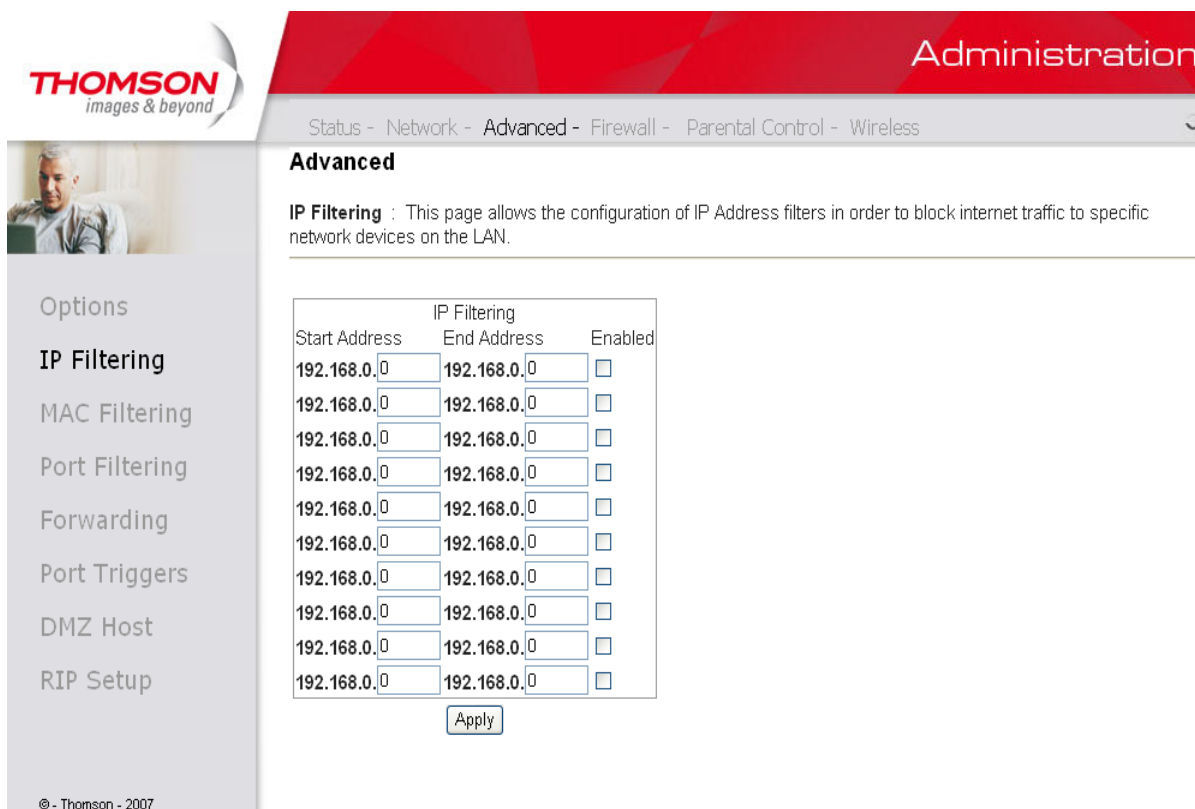 THOMSON
images & beyond
Administration
Status - Network - Advanced - Firewall - Parental Control - Wireless
Advanced
IP Filtering : This page allows the configuration of IP Address filters in order to block internet traffic to specific
network devices on the LAN.
Options
IP Filtering
MAC Filtering
Port Filtering
Forwarding
Port Triggers
DMZ Host
RIP Setup
IP Filtering
Start Address End Address Enabled
192.168.0.0 192.168.0.0
192.168.0.0 192.168.0.0
192.168.0.0 192.168.0.0
192.168.0.0 192.168.0.0
192.168.0.0 192.168.0.0
192.168.0.0 192.168.0.0
192.168.0.0 192.168.0.0
192.168.0.0 192.168.0.0
192.168.0.0 192.168.0.0
192.168.0.0 192.168.0.0
Apply
© - Thomson - 2007